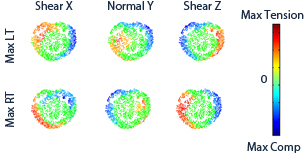 Shear X Normal Y Shear Z Max Tension
Max LT
0
Max RT
Max Comp